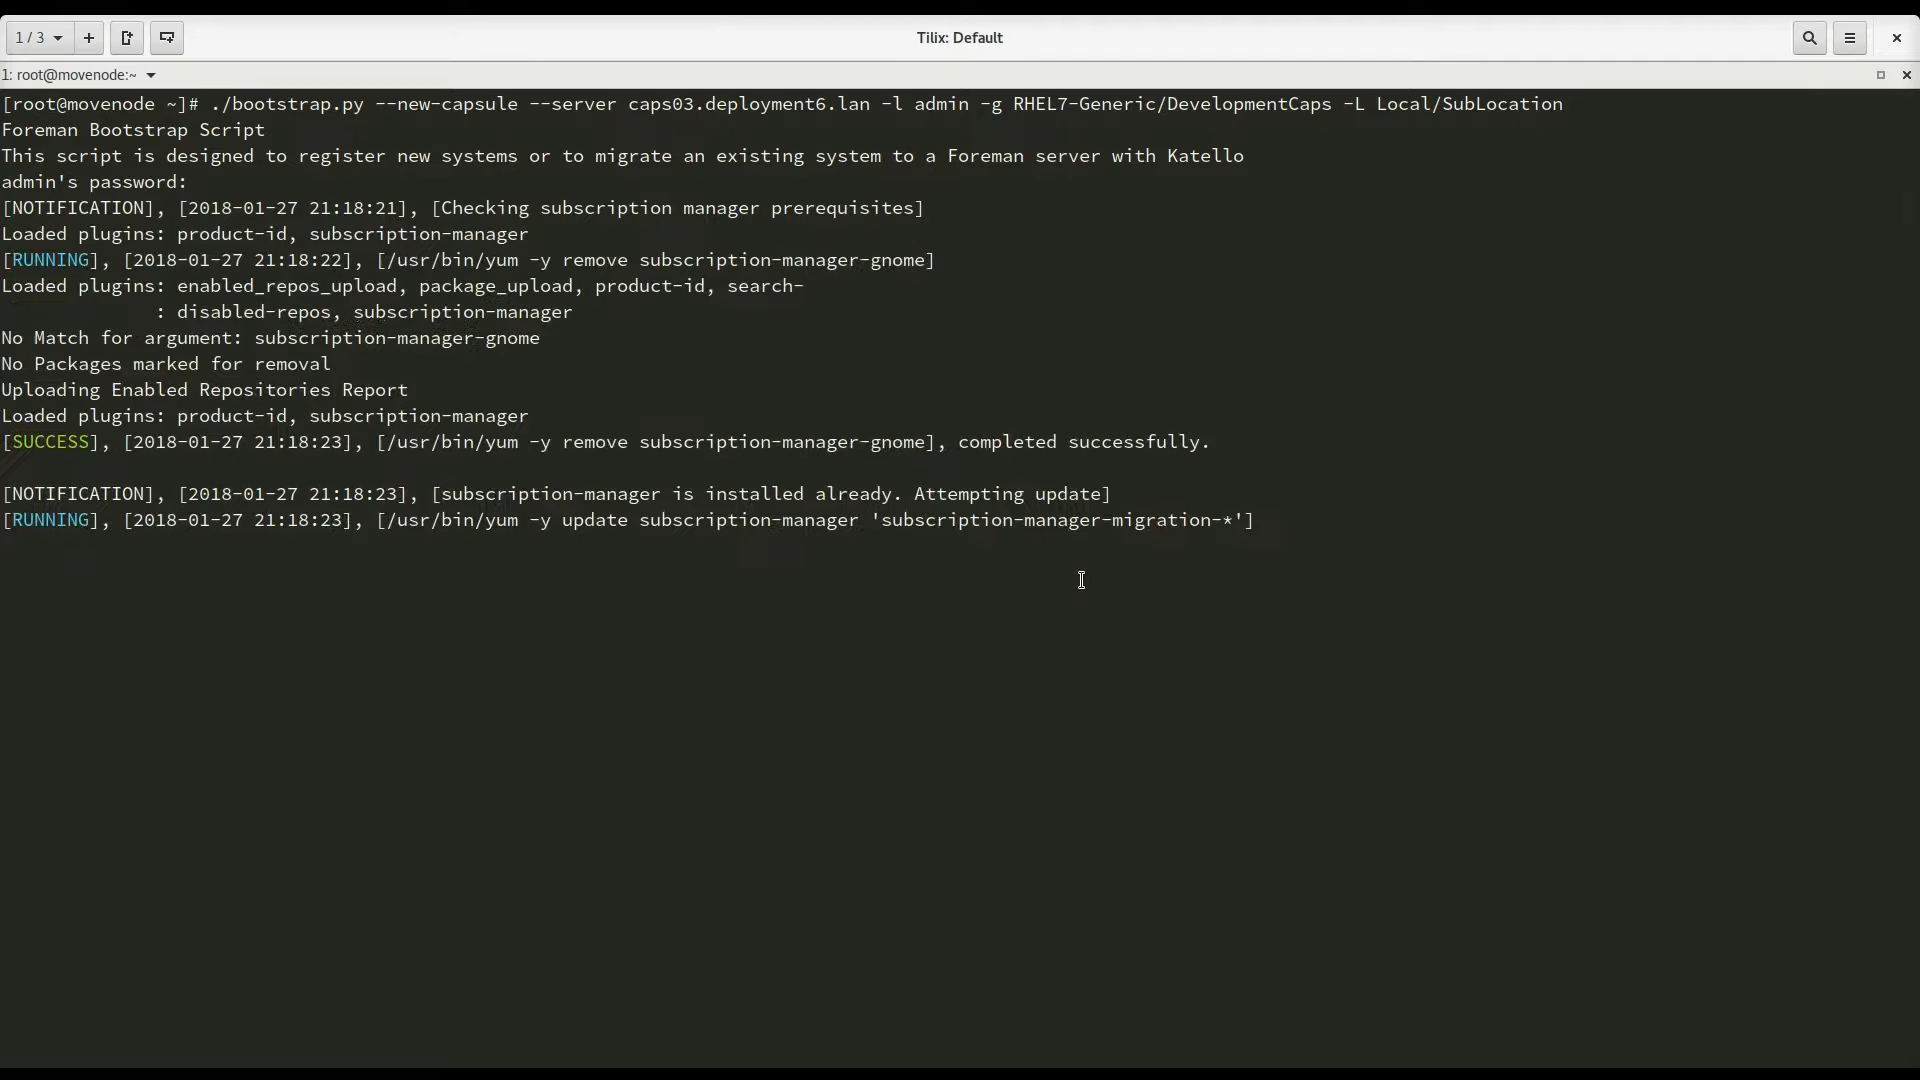 1 / 3
Tilix: Default
1: root@movenode:~
[root@movenode ~]# ./bootstrap.py --new-capsule --server caps03.deployment6.lan -l admin -g RHEL7-Generic/DevelopmentCaps -L Local/SubLocation
Foreman Bootstrap Script
This script is designed to register new systems or to migrate an existing system to a Foreman server with Katello
admin's password:
[NOTIFICATION], [2018-01-27 21:18:21], [Checking subscription manager prerequisites]
Loaded plugins: product-id, subscription-manager
[RUNNING], [2018-01-27 21:18:22], [/usr/bin/yum -y remove subscription-manager-gnome]
Loaded plugins: enabled_repos_upload, package_upload, product-id, search-
              : disabled-repos, subscription-manager
No Match for argument: subscription-manager-gnome
No Packages marked for removal
Uploading Enabled Repositories Report
Loaded plugins: product-id, subscription-manager
[SUCCESS], [2018-01-27 21:18:23], [/usr/bin/yum -y remove subscription-manager-gnome], completed successfully.
[NOTIFICATION], [2018-01-27 21:18:23], [subscription-manager is installed already. Attempting update]
[RUNNING], [2018-01-27 21:18:23], [/usr/bin/yum -y update subscription-manager 'subscription-manager-migration-*']